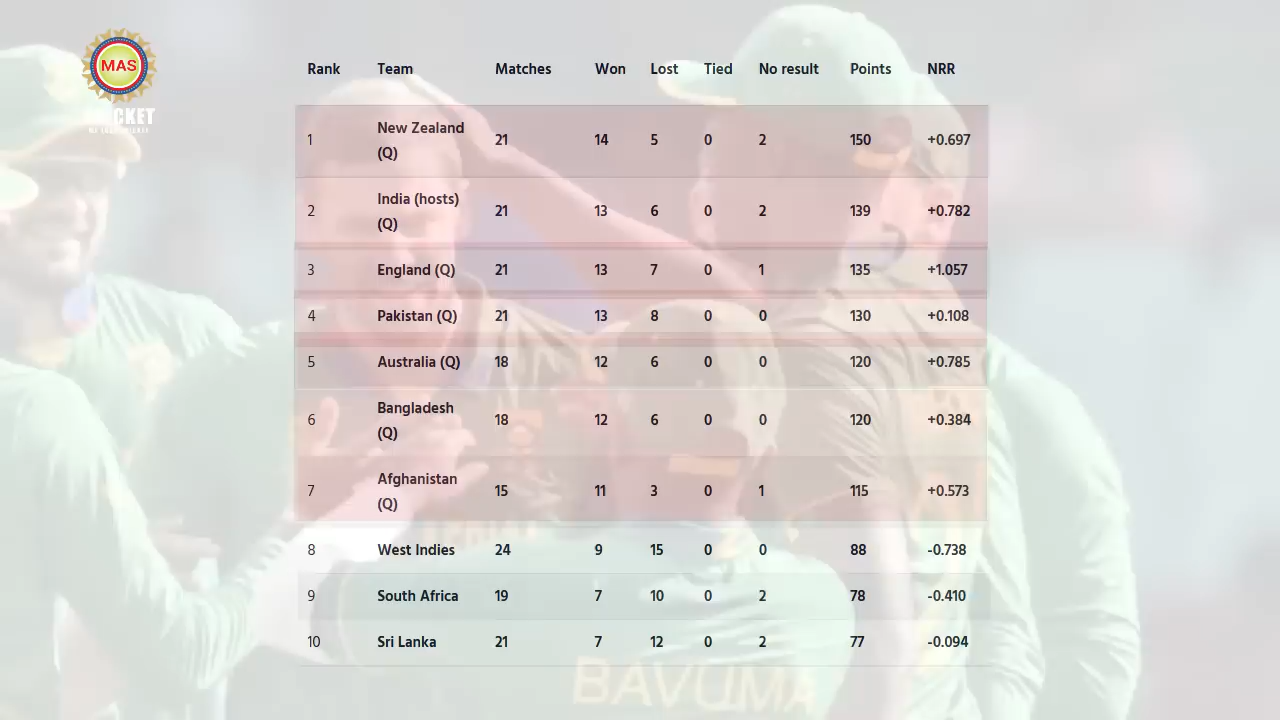 MAS
CRICKET
Rank Team Matches Won Lost Tied No result Points NRR
1 New Zealand (Q) 21 14 5 0 2 150 +0.697
2 India (hosts) (Q) 21 13 6 0 2 139 +0.782
3 England (Q) 21 13 7 0 1 135 +1.057
4 Pakistan (Q) 21 13 8 0 0 130 +0.108
5 Australia (Q) 18 12 6 0 0 120 +0.785
6 Bangladesh (Q) 18 12 6 0 0 120 +0.384
7 Afghanistan (Q) 15 11 3 0 1 115 +0.573
8 West Indies 24 9 15 0 0 88 -0.738
9 South Africa 19 7 10 0 2 78 -0.410
10 Sri Lanka 21 7 12 0 2 77 -0.094
BAVUMA